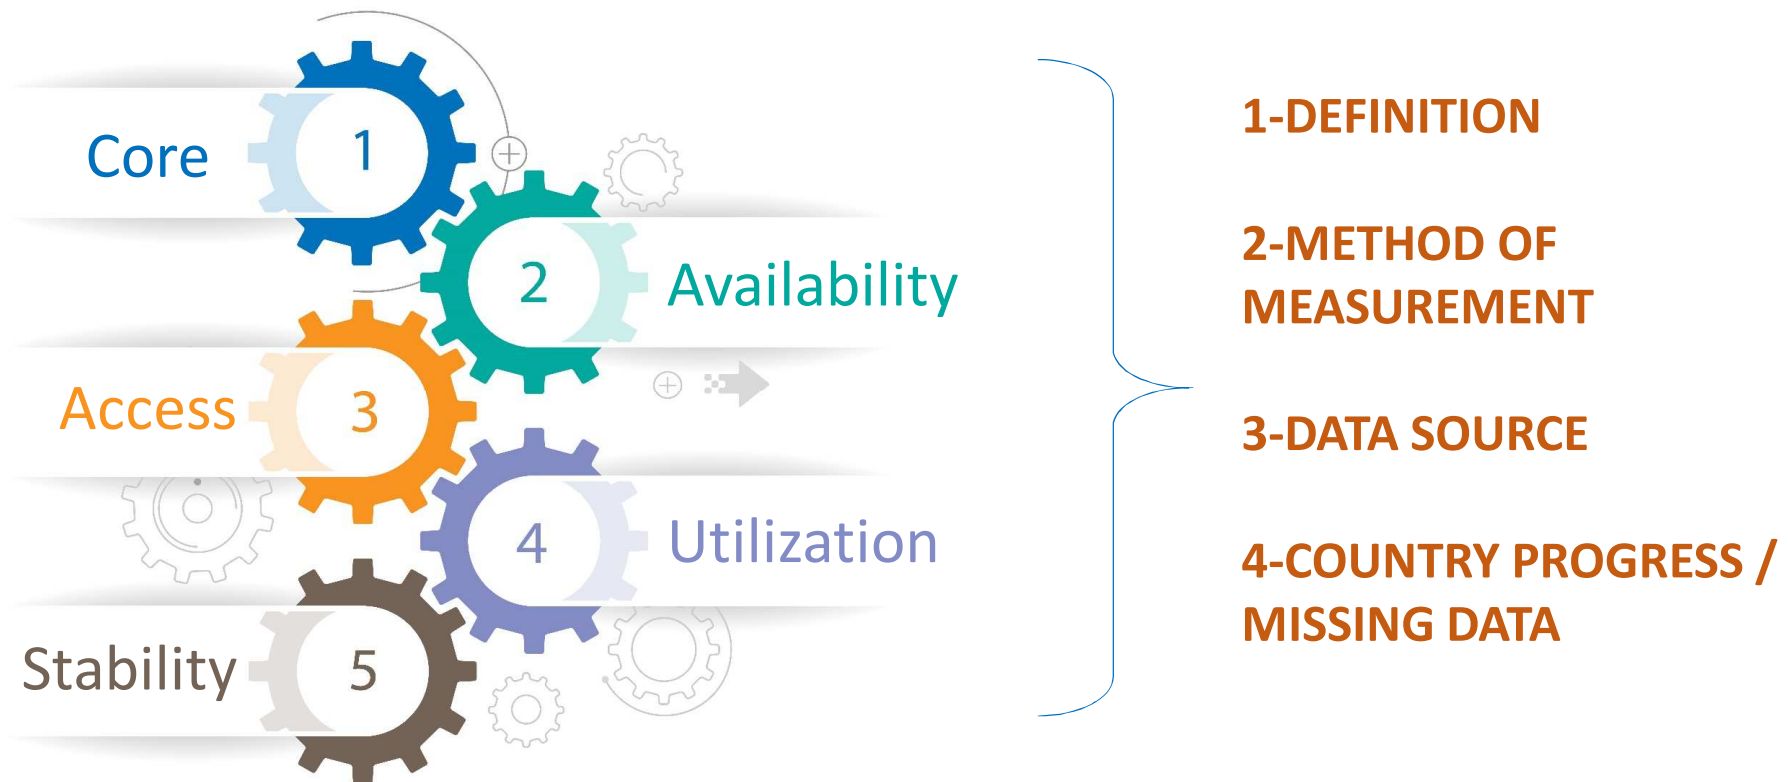 Core
1
2
Availability
Access
3
4
Utilization
Stability
5
1-DEFINITION
2-METHOD OF
MEASUREMENT
3-DATA SOURCE
4-COUNTRY PROGRESS /
MISSING DATA